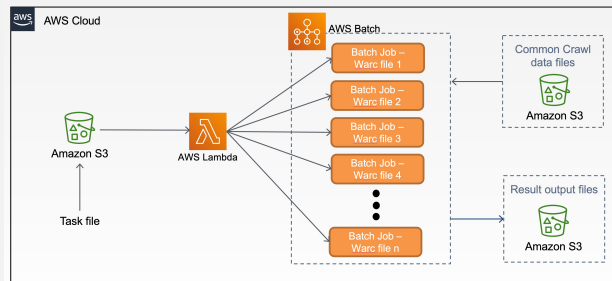 aws
AWS Cloud
AWS Batch
Batch Job –
Warc file 1
Batch Job –
Warc file 2
Batch Job –
Warc file 3
Batch Job –
Warc file 4
Batch Job –
Warc file n
Common Crawl
data files
Amazon S3
Amazon S3
AWS Lambda
Task file
Result output files
Amazon S3